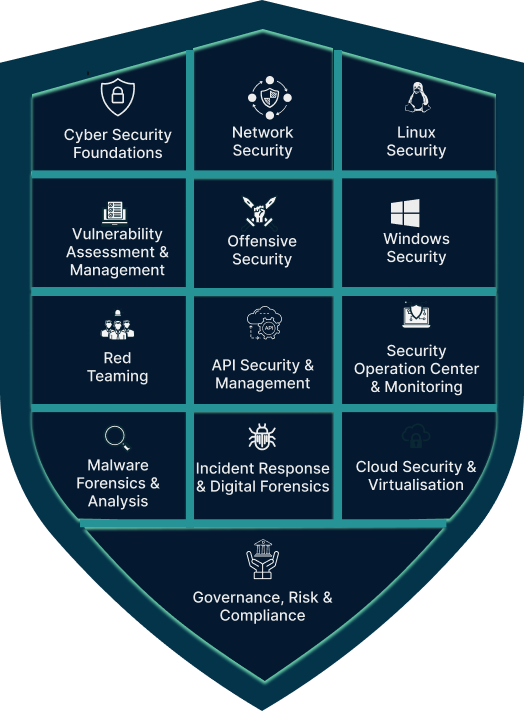 Cyber Security
Foundations
Network
Security
Linux
Security
Vulnerability
Assessment &
Management
Offensive
Security
Windows
Security
Red
Teaming
API
API Security &
Management
Security
Operation Center
& Monitoring
Malware
Forensics &
Analysis
Incident Response
& Digital Forensics
Cloud Security &
Virtualisation
Governance, Risk &
Compliance